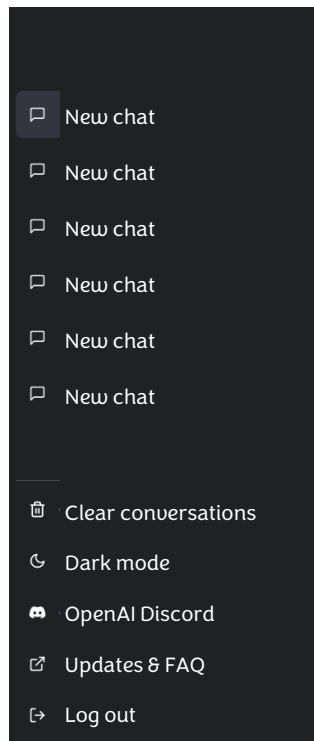 New chat
New chat
New chat
New chat
New chat
New chat
Clear conversations
Dark mode
OpenAI Discord
Updates & FAQ
Log out